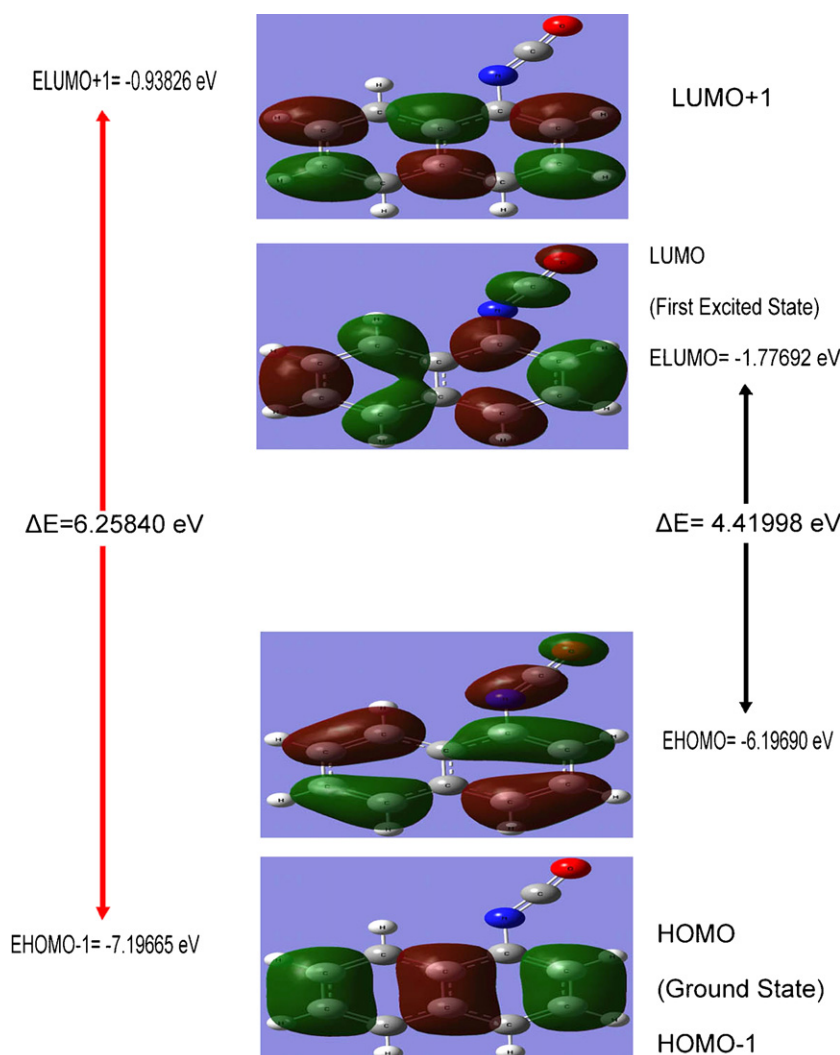 ELUMO+1= -0.93826 eV
LUMO+1
LUMO
(First Excited State)
ELUMO= -1.77692 eV
ΔE=6.25840 eV
ΔE= 4.41998 eV
EHOMO= -6.19690 eV
EHOMO-1= -7.19665 eV
HOMO
(Ground State)
HOMO-1